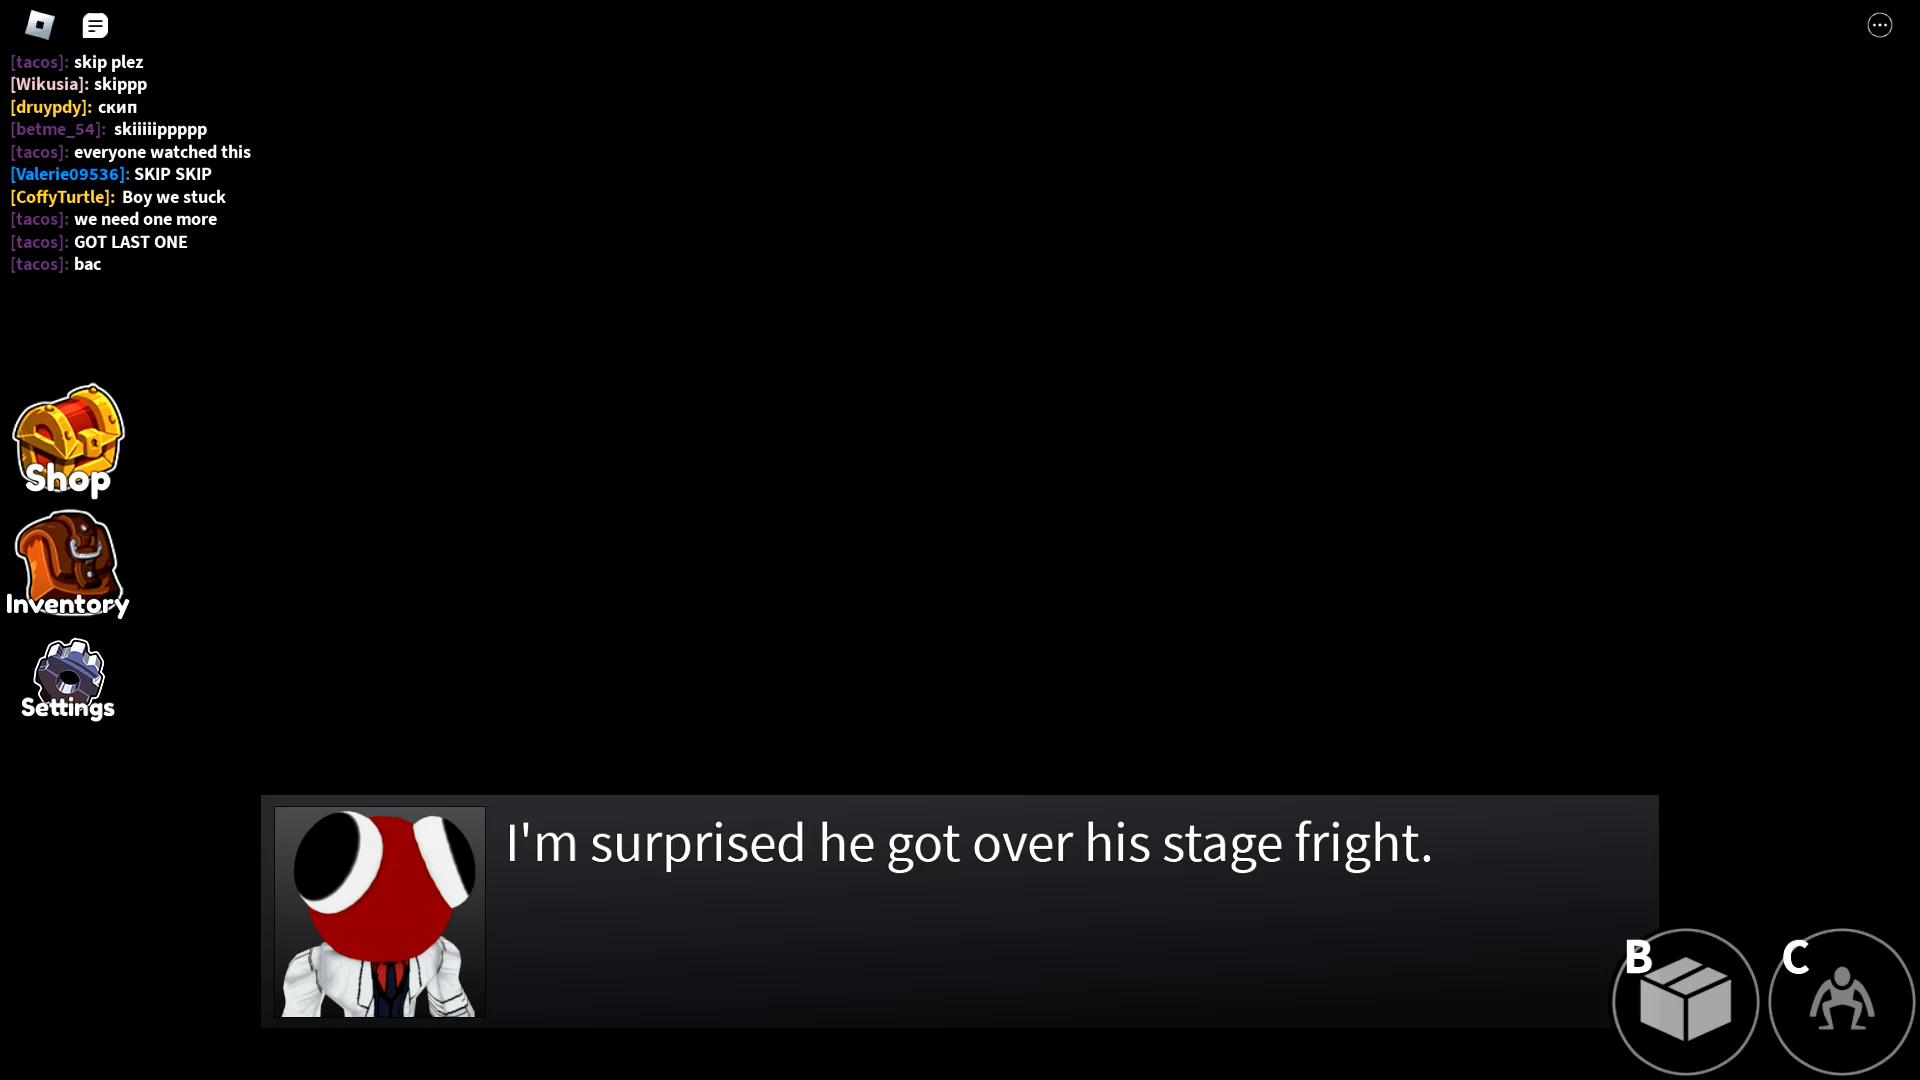 [tacos]: skip plez
[Wikusia]: skippp
[druypdy]: скип
[betme_54]: skiiiiippppp
[tacos]: everyone watched this
[Valerie09536]: SKIP SKIP
[CoffyTurtle]: Boy we stuck
[tacos]: we need one more
[tacos]: GOT LAST ONE
[tacos]: bac
Shop
Inventory
Settings
I'm surprised he got over his stage fright.
B
C